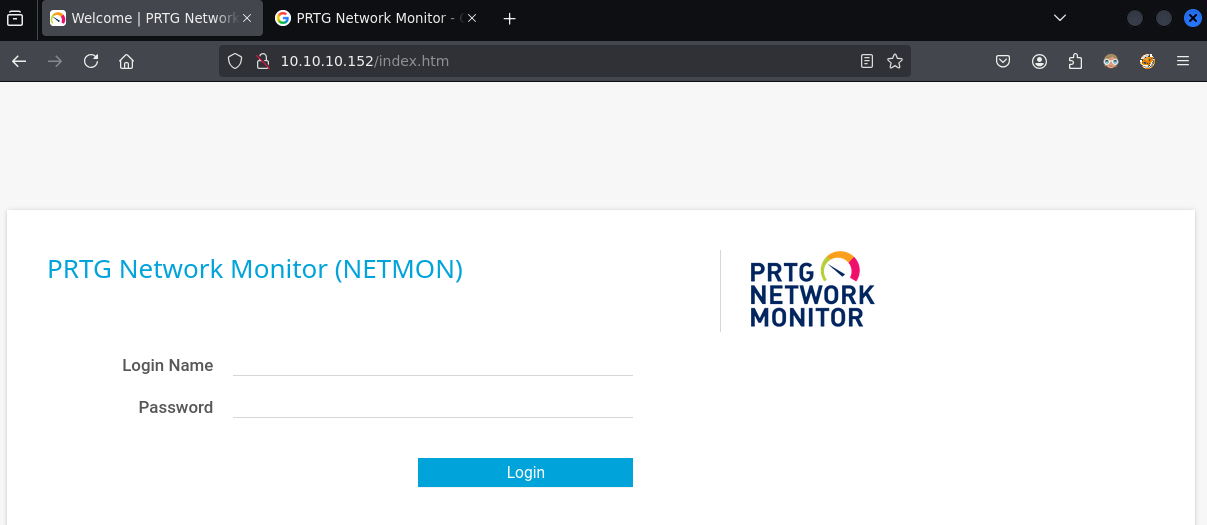 Welcome | PRTG Network
PRTG Network Monitor -
10.10.10.152/index.htm
PRTG Network Monitor (NETMON)
PRTG
NETWORK
MONITOR
Login Name
Password
Login